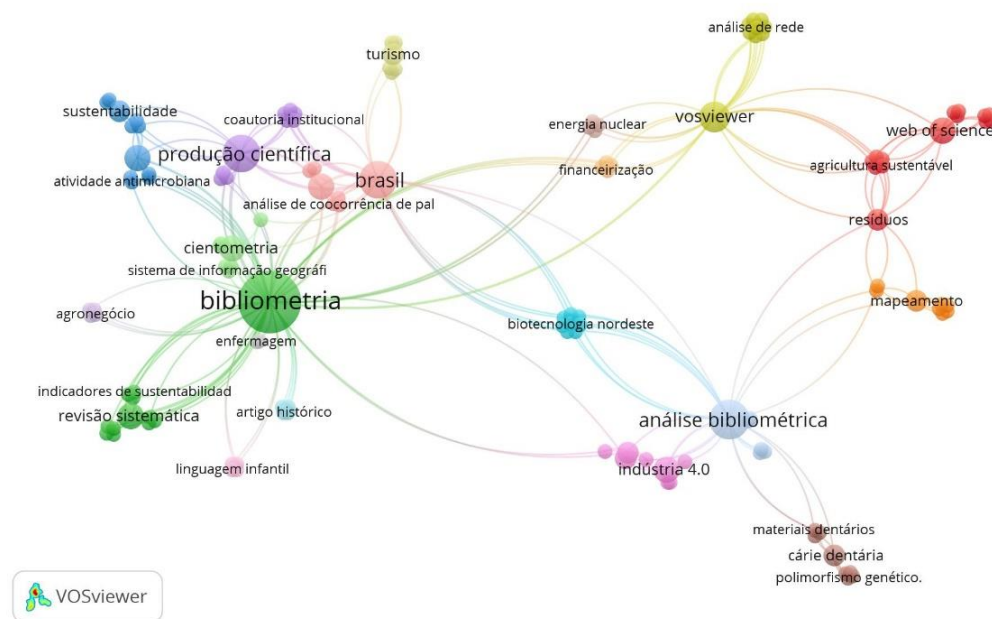 análise de rede
turismo
sustentabilidade
coautoria institucional
vosviewer
energia nuclear
web of science
produção científica
agricultura sustentável
financeirização
atividade antimicrobiana
brasil
análise de coocorrência de pal
resíduos
cientometria
sistema de informação geográfi
bibliometria
mapeamento
agronegócio
biotecnologia nordeste
enfermagem
indicadores de sustentabilidad
revisão sistemática
artigo histórico
análise bibliométrica
linguagem infantil
indústria 4.0
materiais dentários
cárie dentária
polimorfismo genético.
VOSviewer